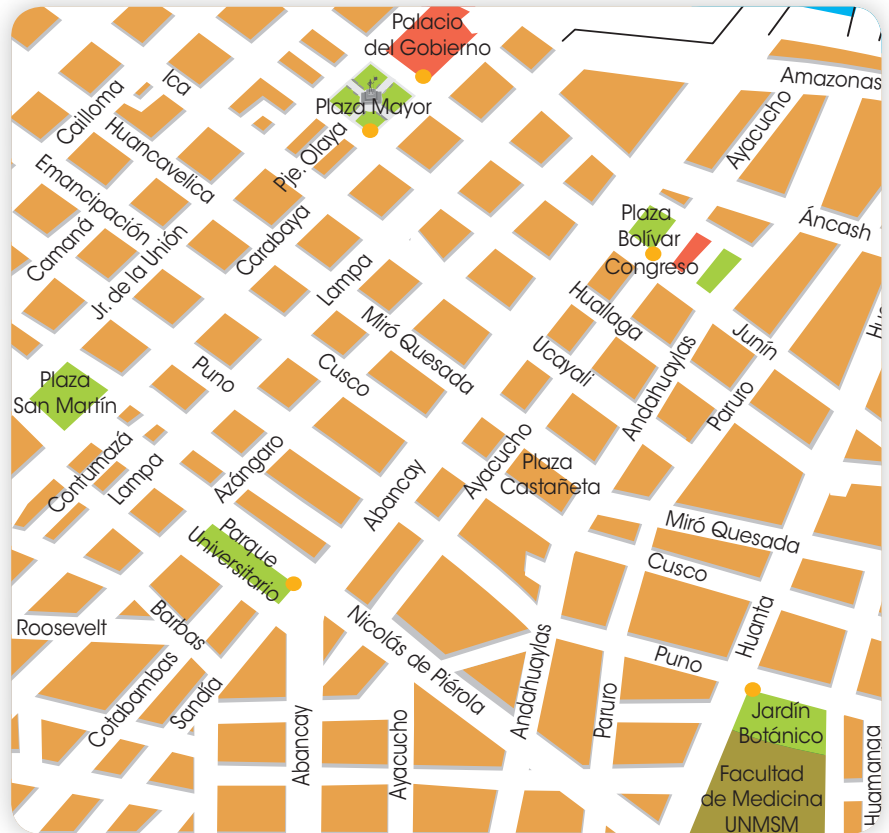 Palacio
del Gobierno
Plaza Mayor
Amazonas
Ica
Cailloma
Huancavelica
Ayacucho
Pje. Olaya
Emancipación
Camaná
Jr. de la Unión
Carabaya
Plaza
Bolívar
Congreso
Áncash
Lampa
Huallaga
Miró Quesada
Junín
Ucayali
Andahuaylas
Plaza
San Martín
Puno
Cusco
Paruro
Contumazá
Lampa
Azángaro
Abancay
Ayacucho
Plaza
Castañeta
Miró Quesada
Parque
Universitario
Cusco
Roosevelt
Barbas
Nicolás de Piérola
Huanta
Puno
Cotabambas
Sandía
Andahuaylas
Paruro
Abancay
Ayacucho
Jardín
Botánico
Huamanga
Facultad
de Medicina
UNMSM